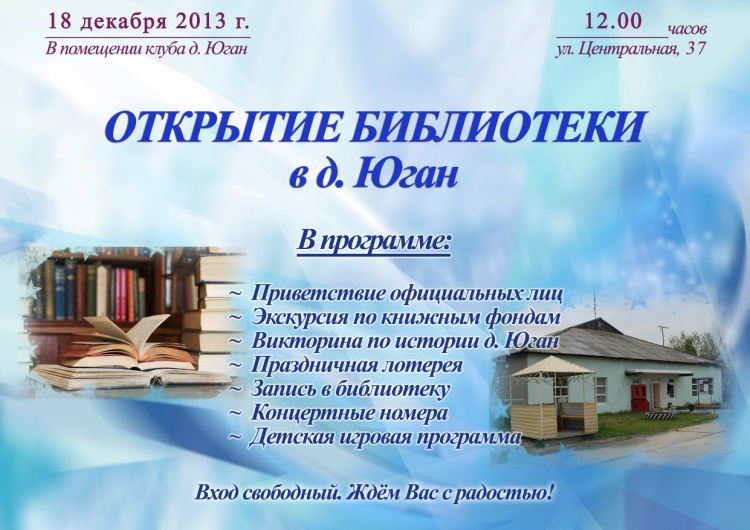 18 декабря 2013 г.
В помещении клуба д. Юган
12.00 часов
ул. Центральная, 37
ОТКРЫТИЕ БИБЛИОТЕКИ
в д. Юган
В программе:
~ Приветствие официальных лиц
~ Экскурсия по книжным фондам
~ Викторина по истории д. Юган
~ Праздничная лотерея
~ Запись в библиотеку
~ Концертные номера
~ Детская игровая программа
Вход свободный. Ждём Вас с радостью!